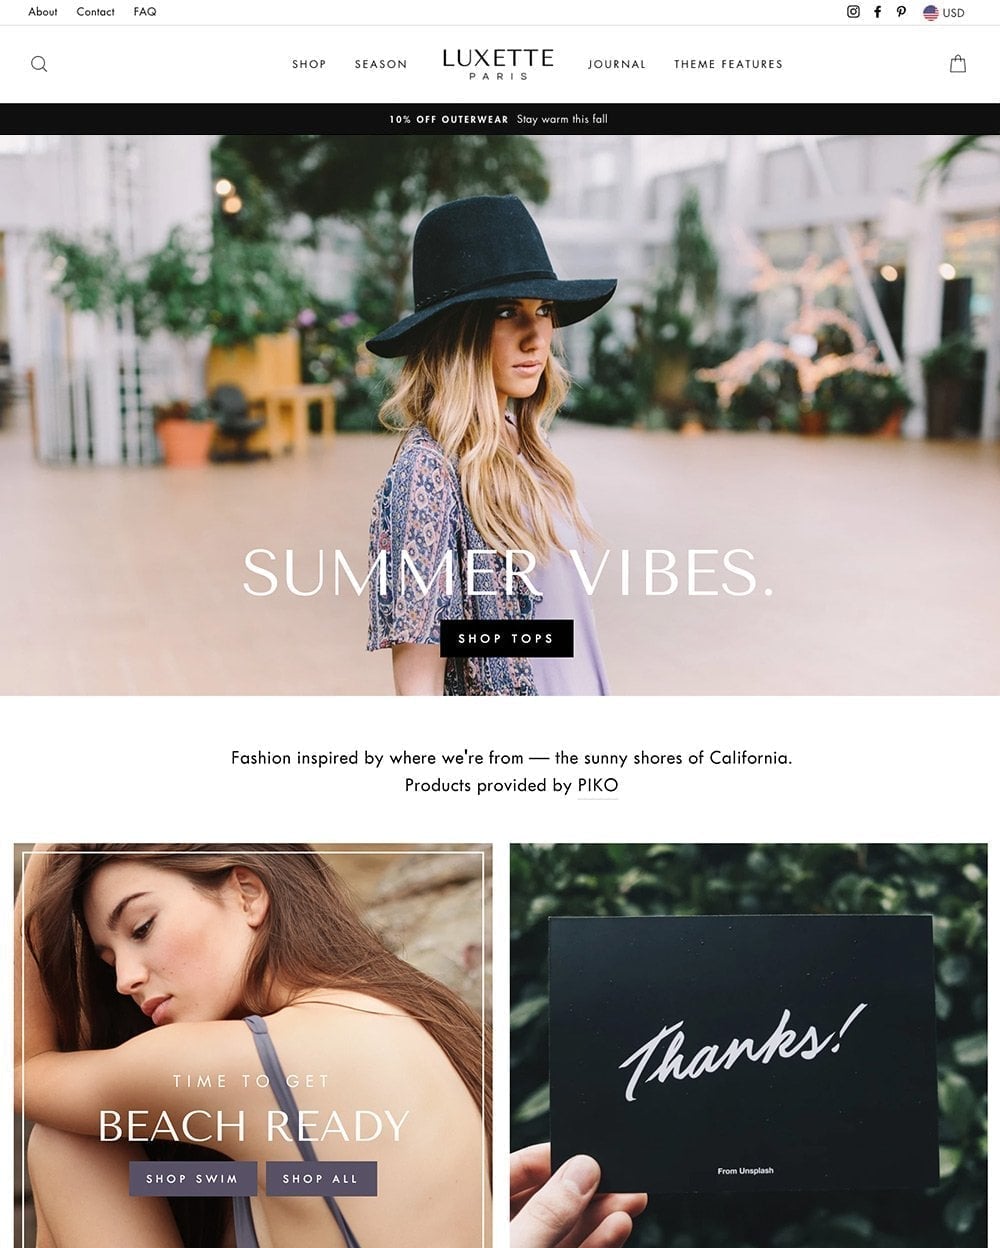 About Contact FAQ USD
SHOP SEASON LUXETTE JOURNAL THEME FEATURES
PARIS
10% OFF OUTERWEAR Stay warm this fall
SUMMER VIBES.
SHOP TOPS
Fashion inspired by where we're from — the sunny shores of California.
Products provided by PIKO
TIME TO GET
BEACH READY
SHOP SWIM SHOP ALL
Thanks!
From Unsplash